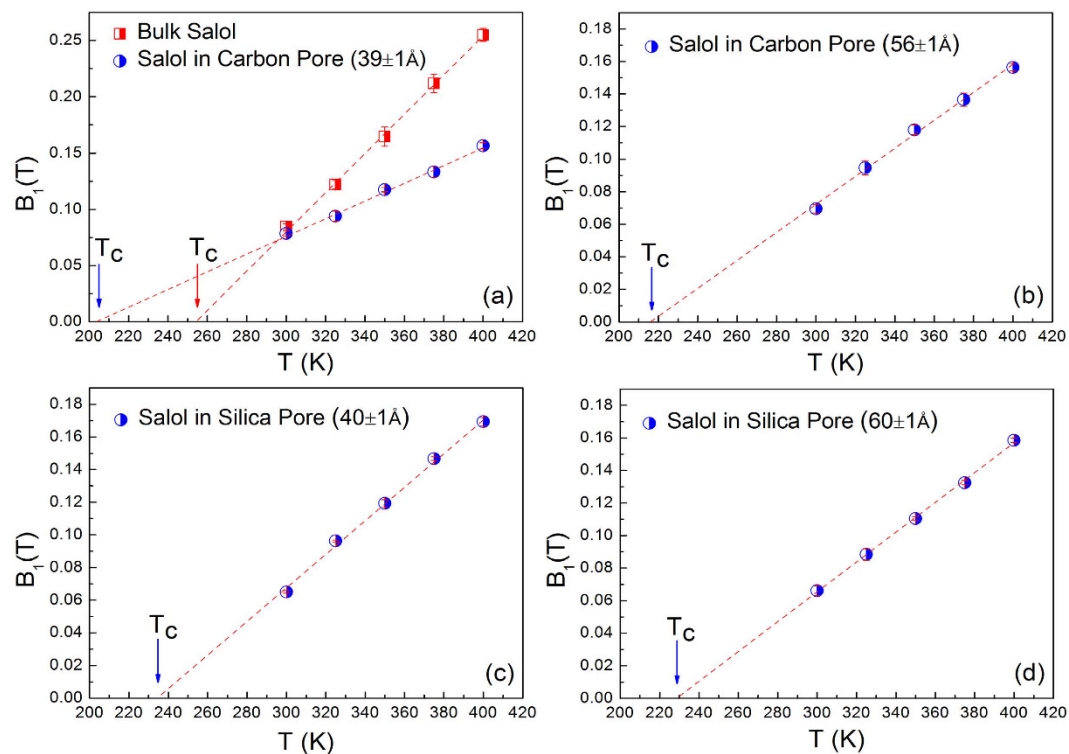 Bulk Salol
Salol in Carbon Pore (39±1Å)
B₁(T)
0.25
0.20
0.15
0.10
0.05
0.00
T_C
T_C
(a)
200 220 240 260 280 300 320 340 360 380 400 420
T (K)
Salol in Carbon Pore (56±1Å)
B₁(T)
0.18
0.16
0.14
0.12
0.10
0.08
0.06
0.04
0.02
0.00
T_C
(b)
200 220 240 260 280 300 320 340 360 380 400 420
T (K)
Salol in Silica Pore (40±1Å)
B₁(T)
0.18
0.16
0.14
0.12
0.10
0.08
0.06
0.04
0.02
0.00
T_C
(c)
200 220 240 260 280 300 320 340 360 380 400 420
T (K)
Salol in Silica Pore (60±1Å)
B₁(T)
0.18
0.16
0.14
0.12
0.10
0.08
0.06
0.04
0.02
0.00
T_C
(d)
200 220 240 260 280 300 320 340 360 380 400 420
T (K)